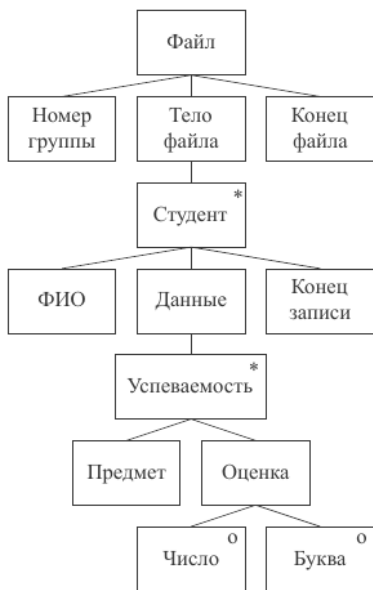 Файл
Номер
группы
Тело
файла
Конец
файла
*
Студент
ФИО
Данные
Конец
записи
*
Успеваемость
Предмет
Оценка
о
Число
о
Буква